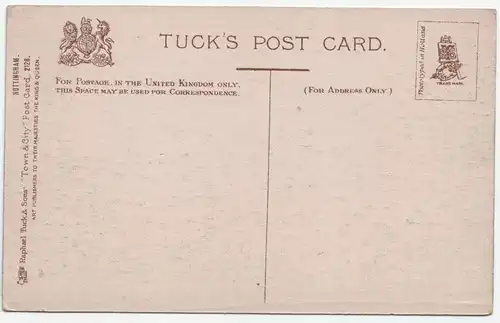 TUCK'S POST CARD.
FOR POSTAGE, IN THE UNITED KINGDOM ONLY,
THIS SPACE MAY BE USED FOR CORRESPONDENCE.
(FOR ADDRESS ONLY.)
Phototyped in Holland
TRADE MARK
NOTTINGHAM.
Raphael Tuck & Sons' "Town & City" Post Card, 2128.
ART PUBLISHERS TO THEIR MAJESTIES THE KING & QUEEN.